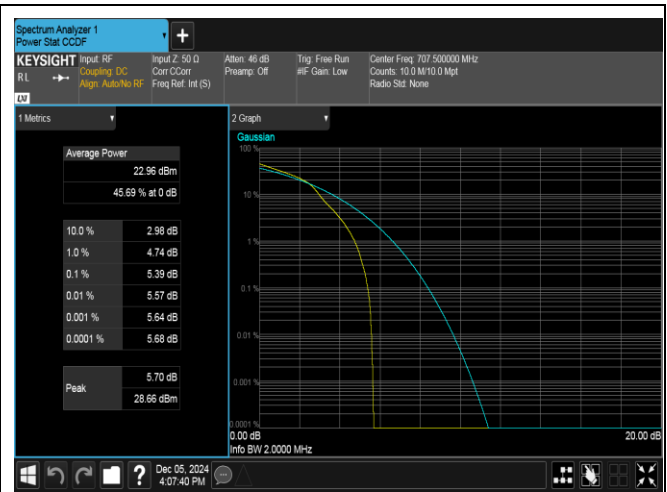 Spectrum Analyzer 1
Power Stat CCDF
+
KEYSIGHT
RL
LXI
Input: RF
Coupling: DC
Align: Auto/No RF
Input Z: 50 Ω
Corr CCorr
Freq Ref: Int (S)
Atten: 46 dB
Preamp: Off
Trig: Free Run
#IF Gain: Low
Center Freq: 707.500000 MHz
Counts: 10.0 M/10.0 Mpt
Radio Std: None
1 Metrics
Average Power
22.96 dBm
45.69 % at 0 dB
10.0 % 2.98 dB
1.0 % 4.74 dB
0.1 % 5.39 dB
0.01 % 5.57 dB
0.001 % 5.64 dB
0.0001 % 5.68 dB
Peak
5.70 dB
28.66 dBm
2 Graph
Gaussian
100 %
10 %
1 %
0.1 %
0.01 %
0.001 %
0.0001 %
0.00 dB
20.00 dB
Info BW 2.0000 MHz
?
Dec 05, 2024
4:07:40 PM